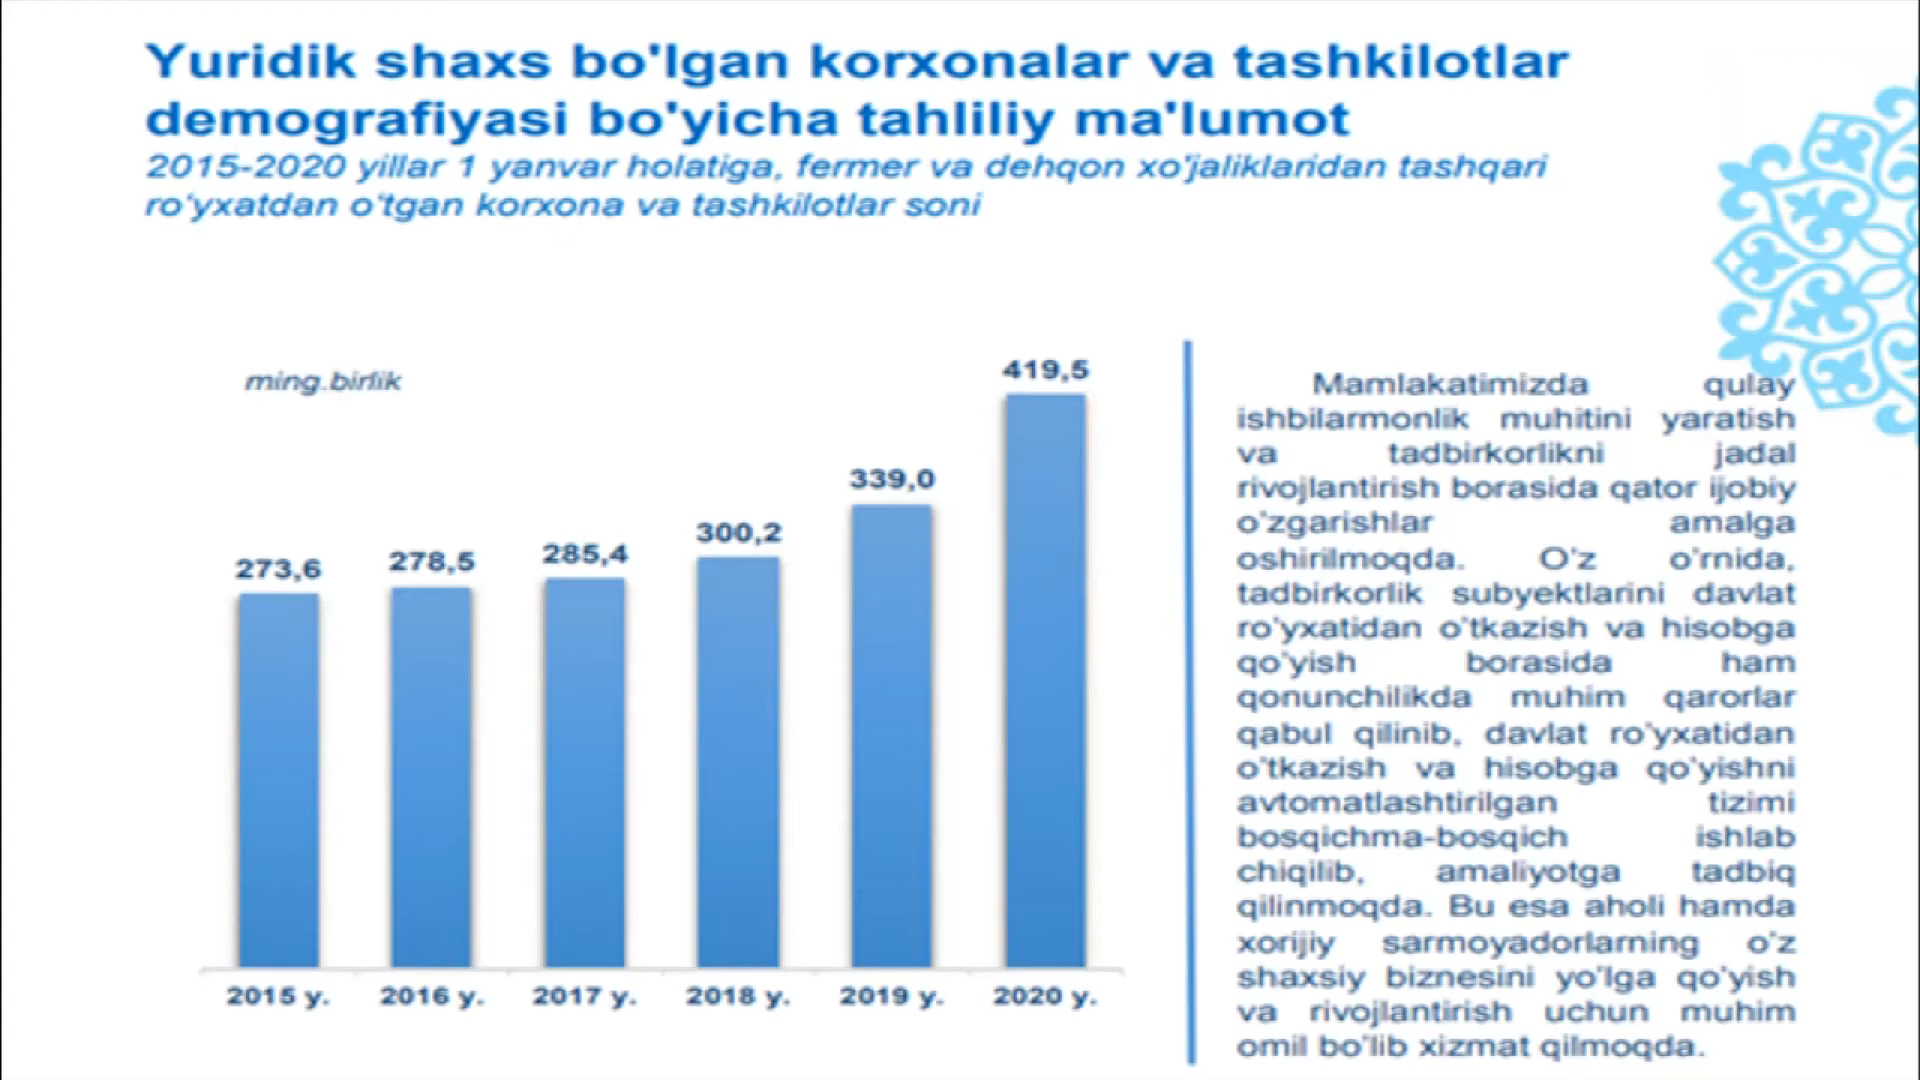 Yuridik shaxs bo'lgan korxonalar va tashkilotlar
demografiyasi bo'yicha tahliliy ma'lumot
2015-2020 yillar 1 yanvar holatiga, fermer va dehqon xo'jaliklaridan tashqari
ro'yxatdan o'tgan korxona va tashkilotlar soni
ming.birlik
273,6
278,5
285,4
300,2
339,0
419,5
2015 y.
2016 y.
2017 y.
2018 y.
2019 y.
2020 y.
Mamlakatimizda qulay
ishbilarmonlik muhitini yaratish
va tadbirkorlikni jadal
rivojlantirish borasida qator ijobiy
o'zgarishlar amalga
oshirilmoqda. O'z o'rnida,
tadbirkorlik subyektlarini davlat
ro'yxatidan o'tkazish va hisobga
qo'yish borasida ham
qonunchilikda muhim qarorlar
qabul qilinib, davlat ro'yxatidan
o'tkazish va hisobga qo'yishni
avtomatlashtirilgan tizimi
bosqichma-bosqich ishlab
chiqilib, amaliyotga tadbiq
qilinmoqda. Bu esa aholi hamda
xorijiy sarmoyadorlarning o'z
shaxsiy biznesini yo'lga qo'yish
va rivojlantirish uchun muhim
omil bo'lib xizmat qilmoqda.